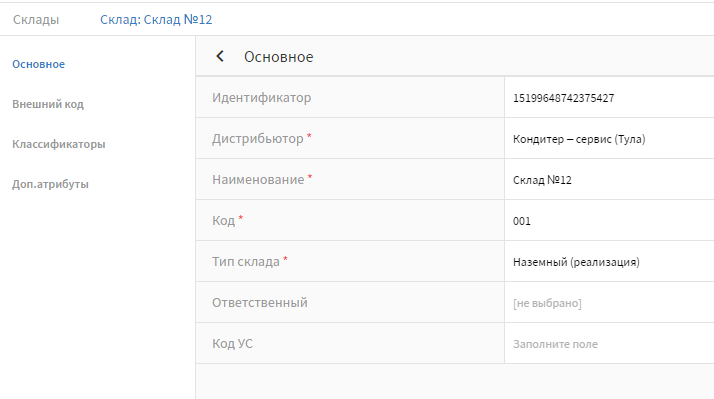 Склады Склад: Склад №12
Основное
Внешний код
Классификаторы
Доп.атрибуты
Основное
Идентификатор 15199648742375427
Дистрибьютор * Кондитер – сервис (Тула)
Наименование * Склад №12
Код * 001
Тип склада * Наземный (реализация)
Ответственный [не выбрано]
Код УС Заполните поле